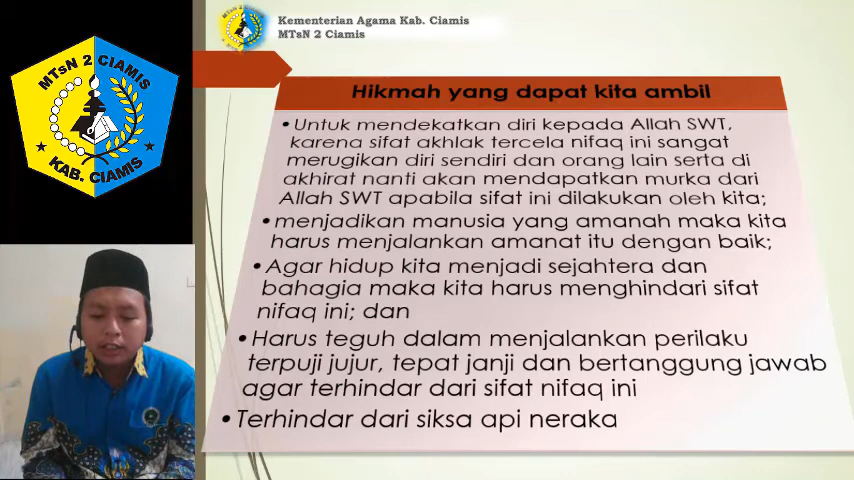 MTsN 2 CIAMIS
KAB. CIAMIS
Kementerian Agama Kab. Ciamis
MTsN 2 Ciamis
Hikmah yang dapat kita ambil
•Untuk mendekatkan diri kepada Allah SWT,
karena sifat akhlak tercela nifaq ini sangat
merugikan diri sendiri dan orang lain serta di
akhirat nanti akan mendapatkan murka dari
Allah SWT apabila sifat ini dilakukan oleh kita;
•menjadikan manusia yang amanah maka kita
harus menjalankan amanat itu dengan baik;
•Agar hidup kita menjadi sejahtera dan
bahagia maka kita harus menghindari sifat
nifaq ini; dan
•Harus teguh dalam menjalankan perilaku
terpuji jujur, tepat janji dan bertanggung jawab
agar terhindar dari sifat nifaq ini
•Terhindar dari siksa api neraka